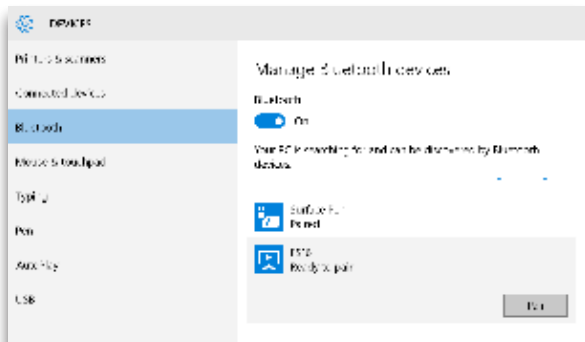 DEVICES
Printers & scanners
Connected devices
Bluetooth
Mouse & touchpad
Typing
Pen
AutoPlay
USB
Manage Bluetooth devices
Bluetooth
On
Your PC is searching for and can be discovered by Bluetooth
devices.
Surface Pen
Paired
Ready to pair
Pair